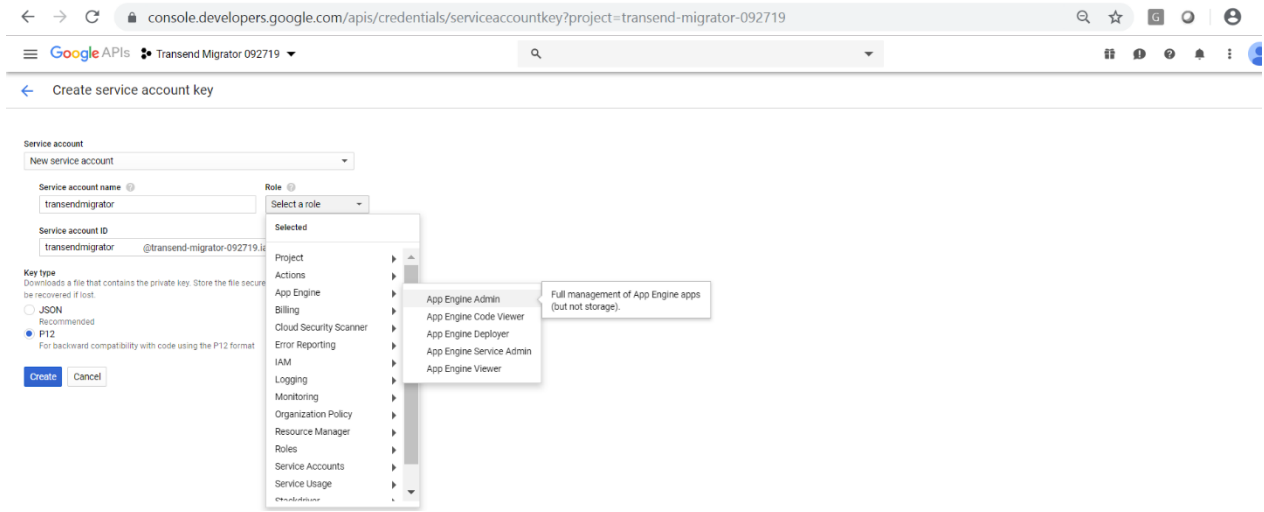 console.developers.google.com/apis/credentials/serviceaccountkey?project=transend-migrator-092719
G
Google APIs Transend Migrator 092719
Create service account key
Service account
New service account
Service account name Role
transendmigrator Select a role
Selected
Service account ID
transendmigrator @transend-migrator-092719.ia
Project
Actions
App Engine
Billing
Cloud Security Scanner
Error Reporting
IAM
Logging
Monitoring
Organization Policy
Resource Manager
Roles
Service Accounts
Service Usage
Stackdriver
App Engine Admin
App Engine Code Viewer
App Engine Deployer
App Engine Service Admin
App Engine Viewer
Full management of App Engine apps
(but not storage).
Key type
Downloads a file that contains the private key. Store the file secure
be recovered if lost.
JSON
Recommended
P12
For backward compatibility with code using the P12 format
Create Cancel